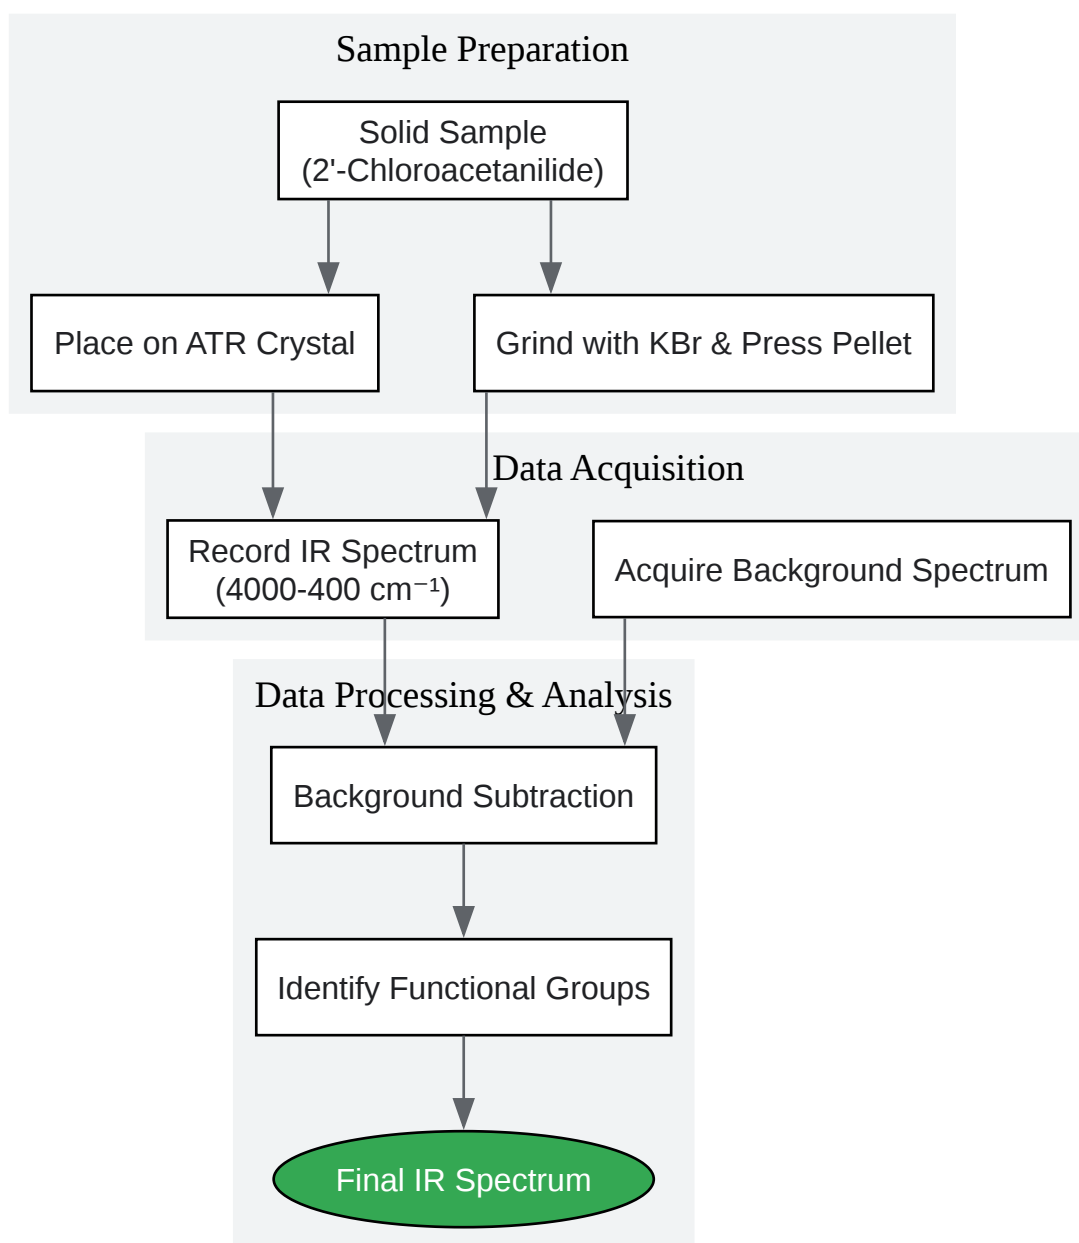 Sample Preparation
Solid Sample
(2'-Chloroacetanilide)
Place on ATR Crystal
Grind with KBr & Press Pellet
Data Acquisition
Record IR Spectrum
(4000-400 cm⁻¹)
Acquire Background Spectrum
Data Processing & Analysis
Background Subtraction
Identify Functional Groups
Final IR Spectrum